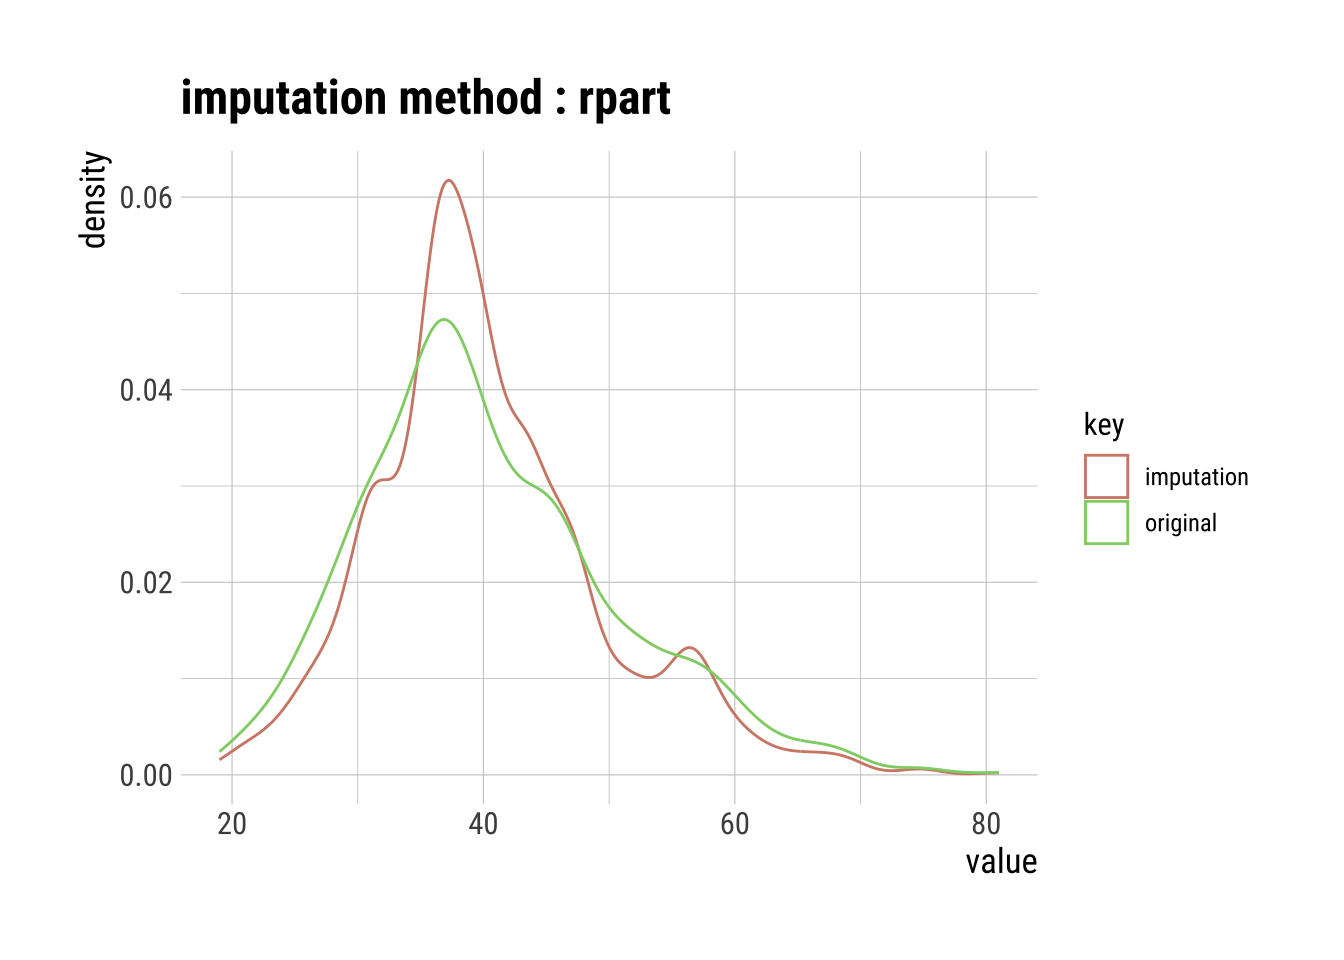 imputation method : rpart
density
0.06
0.04
0.02
0.00
20 40 60 80
value
key
imputation
original